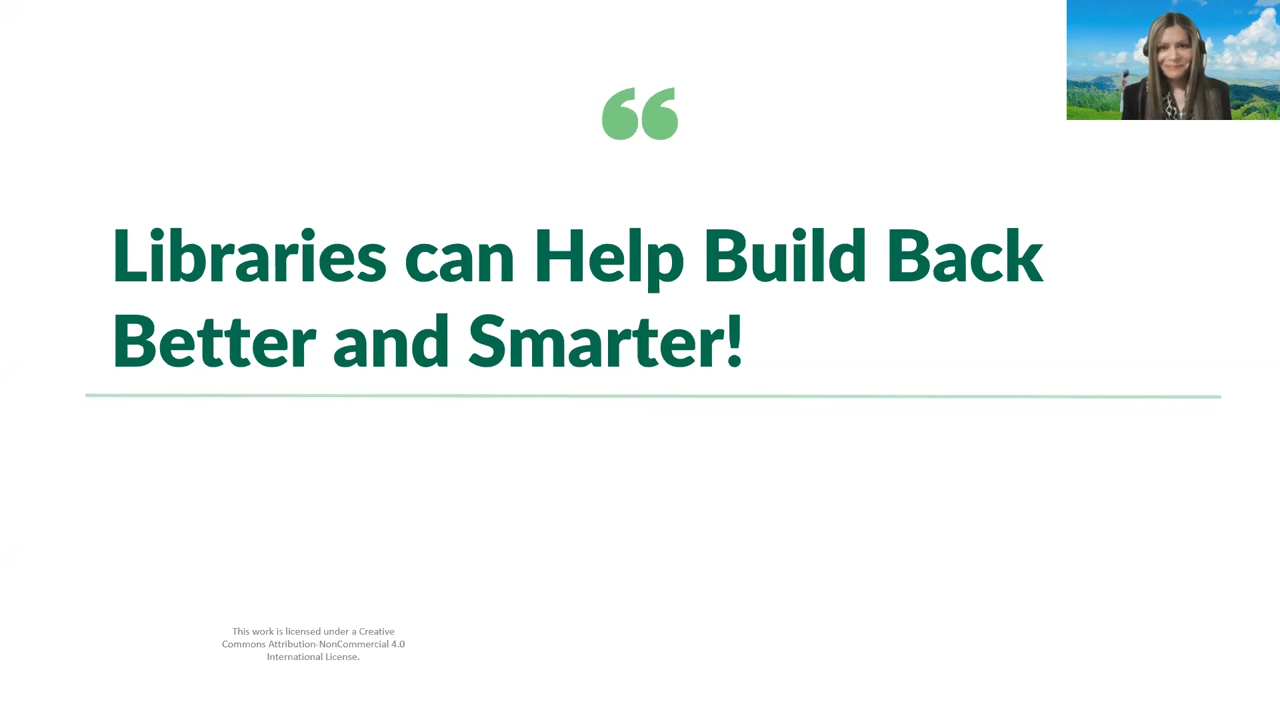 “
Libraries can Help Build Back
Better and Smarter!
This work is licensed under a Creative
Commons Attribution-NonCommercial 4.0
International License.